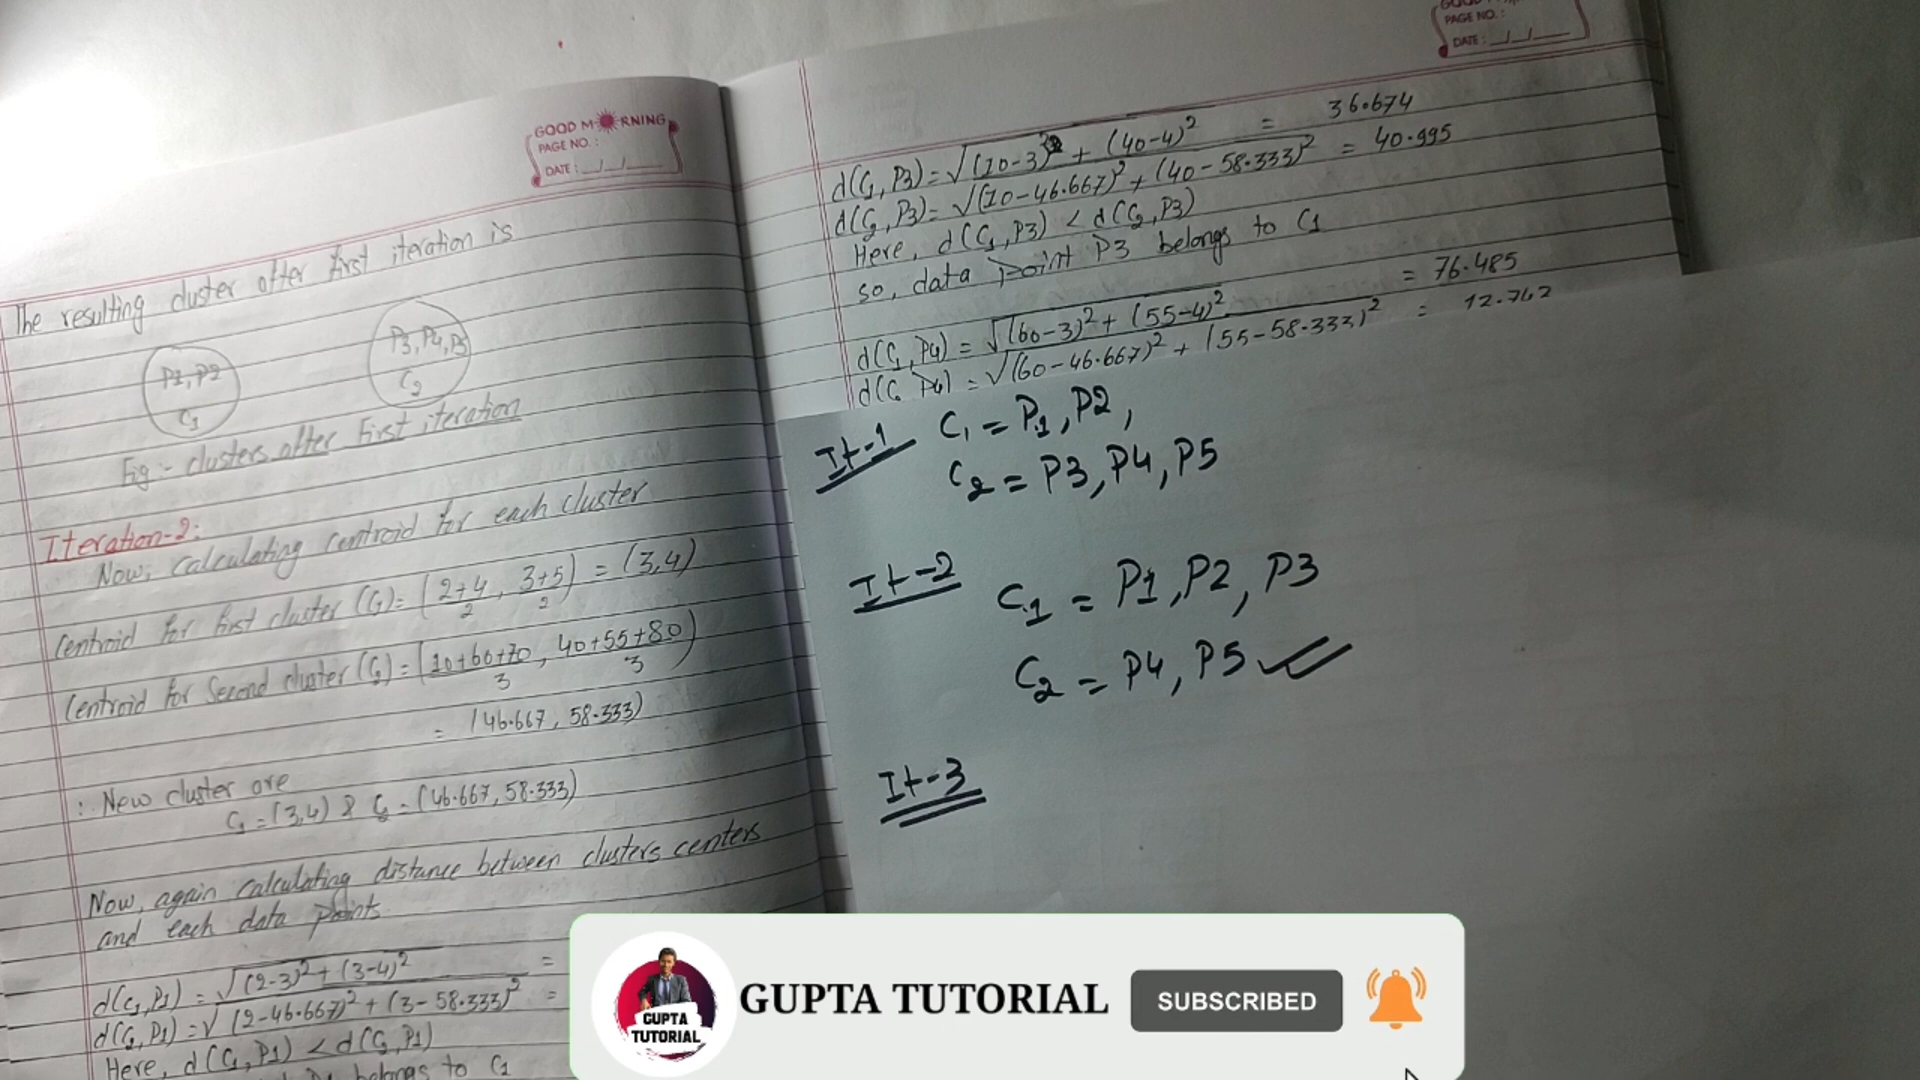 GOOD MORNING
PAGE NO. :
DATE : __/__/____
The resulting cluster after first iteration is
P1, P2
C1
P3, P4, P5
C2
Fig :- clusters after First iteration
Iteration-2:
Now, calculating centroid for each cluster
Centroid for first cluster (C1) = (2+4/2, 3+5/2) = (3,4)
Centroid for Second cluster (C2) = (10+60+70/3, 40+55+80/3)
= (46.667, 58.333)
∴ New cluster are
C1 = (3,4) & C2 = (46.667, 58.333)
Now, again calculating distance between clusters centers
and each data points
d(C1,P1) = √(2-3)² + (3-4)² =
d(C2,P1) = √(2-46.667)² + (3-58.333)² =
Here, d(C1,P1) < d(C2,P1)
belongs to C1
PAGE NO. :
DATE : __/__/____
d(C1,P3) = √(10-3)² + (40-4)² = 36.674
d(C2,P3) = √(10-46.667)² + (40-58.333)² = 40.995
Here, d(C1,P3) < d(C2,P3)
so, data point P3 belongs to C1
d(C1,P4) = √(60-3)² + (55-4)² = 76.485
d(C2 P4) = √(60-46.667)² + (55-58.333)² = 12.742
It-1 C1 = P1, P2,
C2 = P3, P4, P5
It-2 C1 = P1, P2, P3
C2 = P4, P5
It-3
GUPTA TUTORIAL
GUPTA TUTORIAL SUBSCRIBED